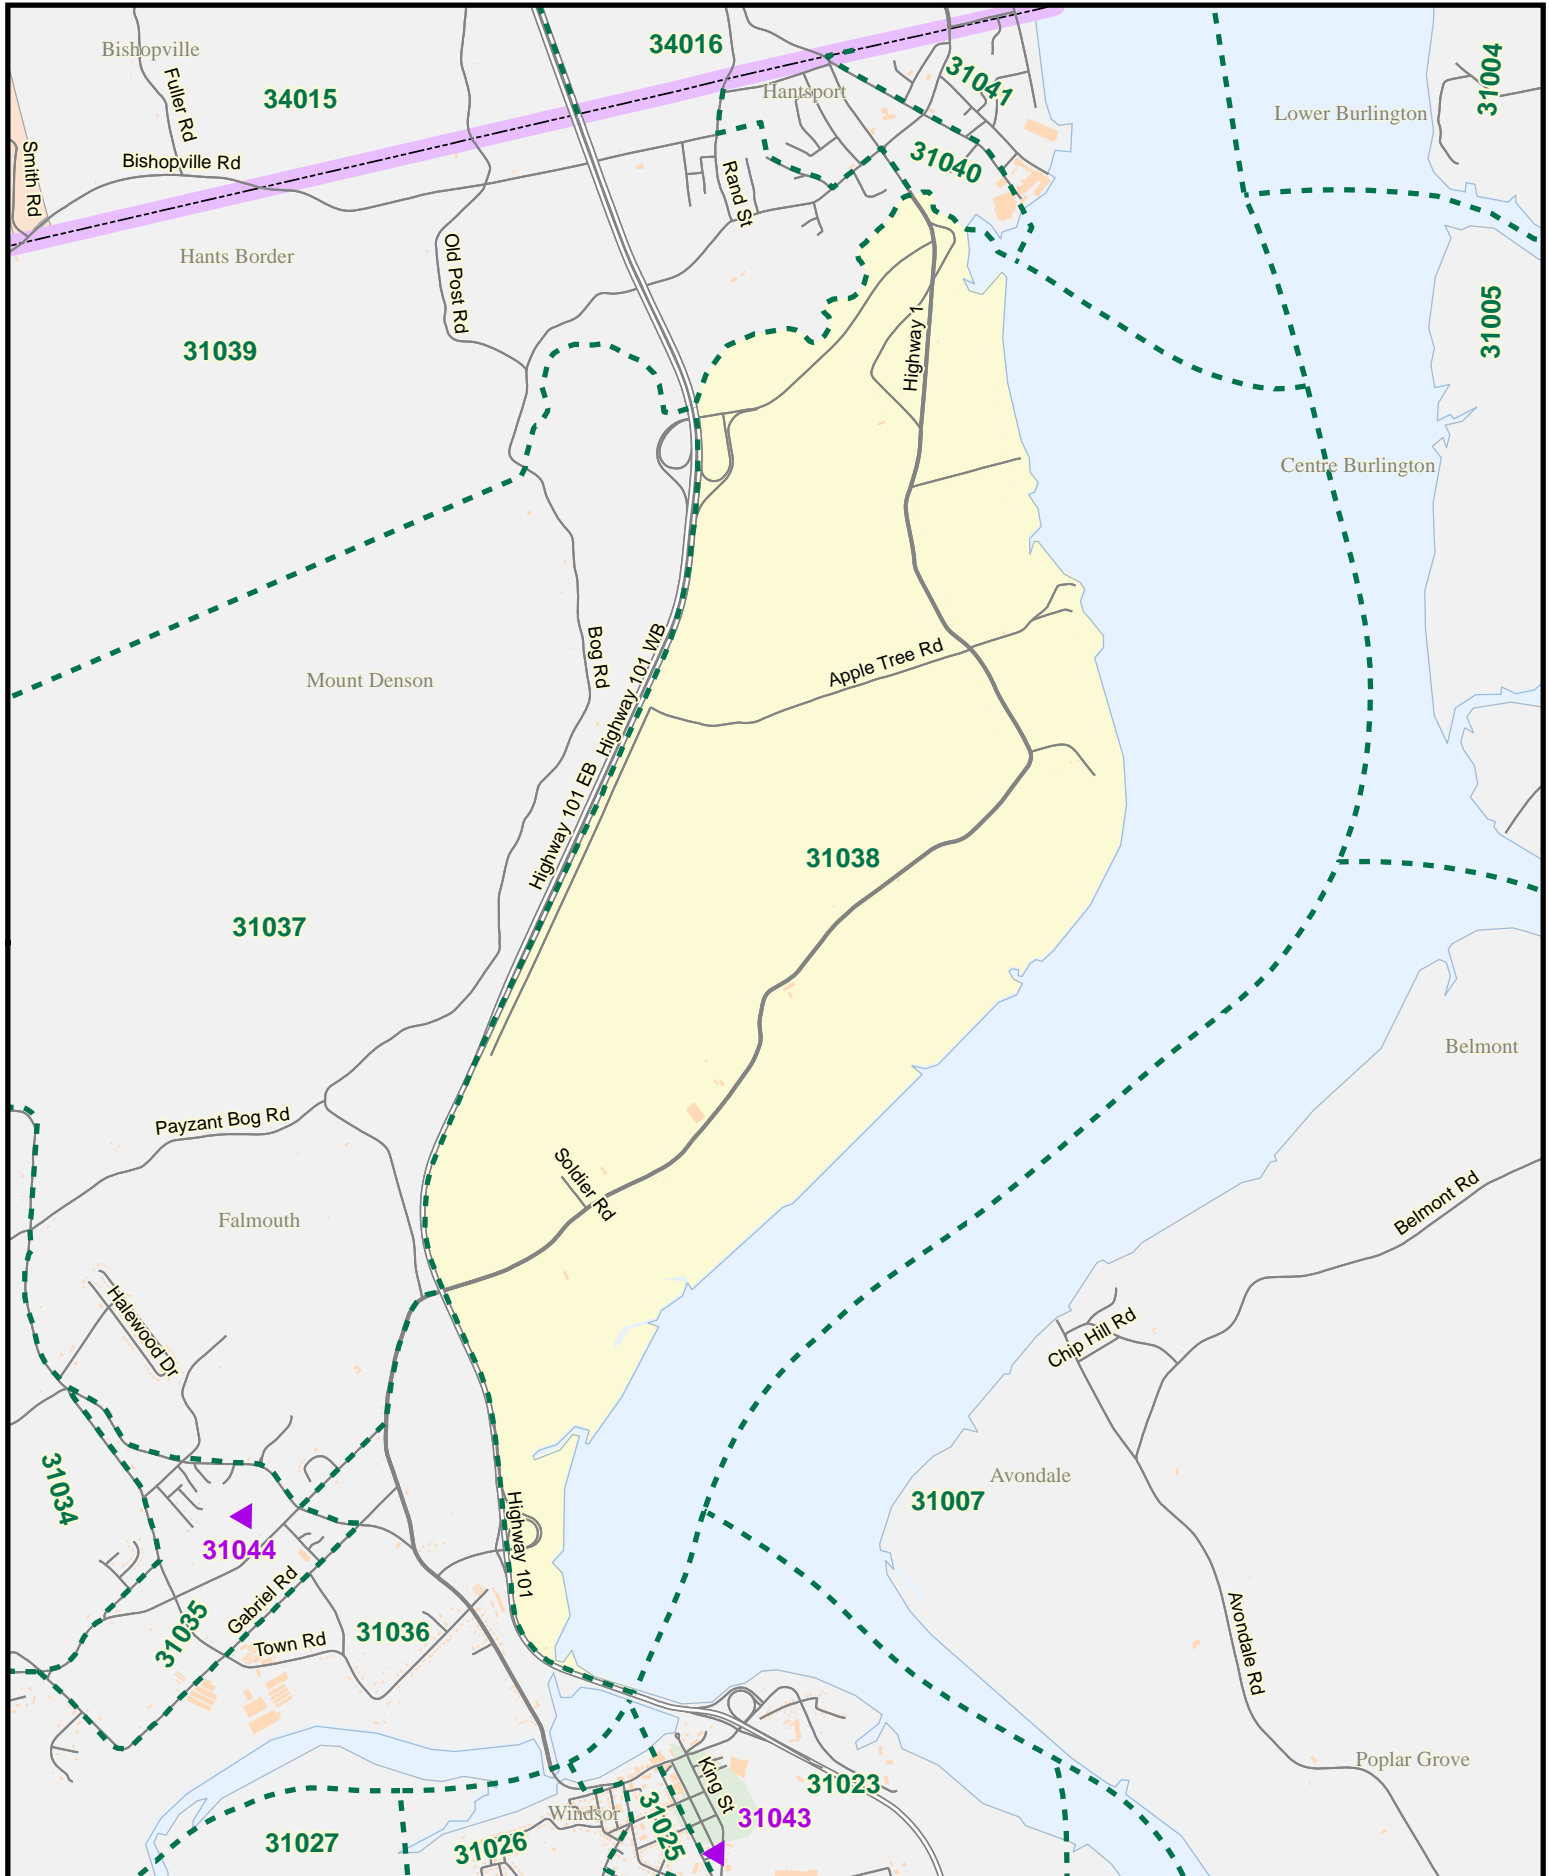 Bishopville
34016
31041
31004
Fuller Rd
34015
Hantsport
Lower Burlington
Smith Rd
Bishopville Rd
Rand St
31040
Hants Border
Old Post Rd
31005
31039
Highway 1
Centre Burlington
Bog Rd
Highway 101 WB
Apple Tree Rd
Mount Denson
Highway 101 EB
31038
31037
Belmont
Payzant Bog Rd
Soldier Rd
Falmouth
Belmont Rd
Halewood Dr
Chip Hill Rd
31034
Avondale
31007
Highway 101
31044
Gabriel Rd
31035
31036
Town Rd
Avondale Rd
Poplar Grove
King St
31023
Windsor
31025
31043
31027
31026